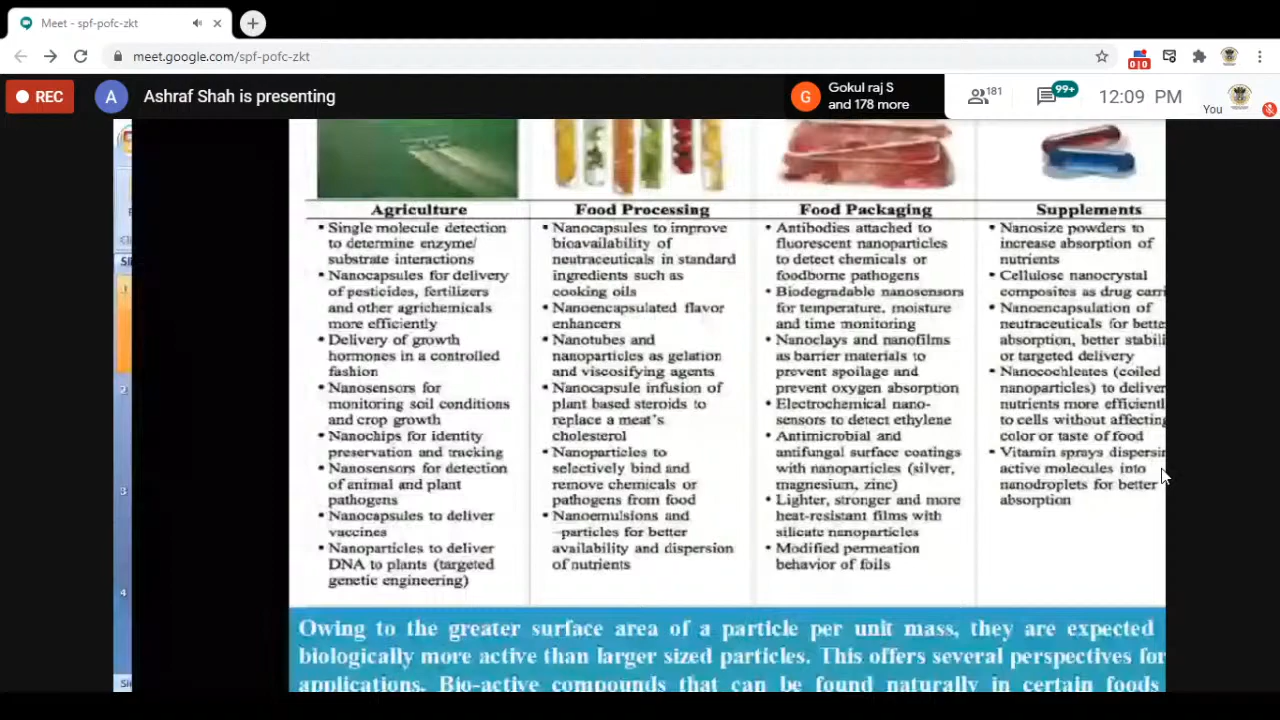 Meet - spf-pofc-zkt
meet.google.com/spf-pofc-zkt
REC
A
Ashraf Shah is presenting
G
Gokul raj S
and 178 more
181
99+
12:09 PM
You
Agriculture
• Single molecule detection
to determine enzyme/
substrate interactions
• Nanocapsules for delivery
of pesticides, fertilizers
and other agrichemicals
more efficiently
• Delivery of growth
hormones in a controlled
fashion
• Nanosensors for
monitoring soil conditions
and crop growth
• Nanochips for identity
preservation and tracking
• Nanosensors for detection
of animal and plant
pathogens
• Nanocapsules to deliver
vaccines
• Nanoparticles to deliver
DNA to plants (targeted
genetic engineering)
Food Processing
• Nanocapsules to improve
bioavailability of
neutraceuticals in standard
ingredients such as
cooking oils
• Nanoencapsulated flavor
enhancers
• Nanotubes and
nanoparticles as gelation
and viscosifying agents
• Nanocapsule infusion of
plant based steroids to
replace a meat's
cholesterol
• Nanoparticles to
selectively bind and
remove chemicals or
pathogens from food
• Nanoemulsions and
–particles for better
availability and dispersion
of nutrients
Food Packaging
• Antibodies attached to
fluorescent nanoparticles
to detect chemicals or
foodborne pathogens
• Biodegradable nanosensors
for temperature, moisture
and time monitoring
• Nanoclays and nanofilms
as barrier materials to
prevent spoilage and
prevent oxygen absorption
• Electrochemical nano-
sensors to detect ethylene
• Antimicrobial and
antifungal surface coatings
with nanoparticles (silver,
magnesium, zinc)
• Lighter, stronger and more
heat-resistant films with
silicate nanoparticles
• Modified permeation
behavior of foils
Supplements
• Nanosize powders to
increase absorption of
nutrients
• Cellulose nanocrystal
composites as drug carri
• Nanoencapsulation of
neutraceuticals for bette
absorption, better stabili
or targeted delivery
• Nanocochleates (coiled
nanoparticles) to deliver
nutrients more efficientl
to cells without affecting
color or taste of food
• Vitamin sprays dispersin
active molecules into
nanodroplets for better
absorption
Owing to the greater surface area of a particle per unit mass, they are expected
biologically more active than larger sized particles. This offers several perspectives for
applications. Bio-active compounds that can be found naturally in certain foods
1
2
3
4